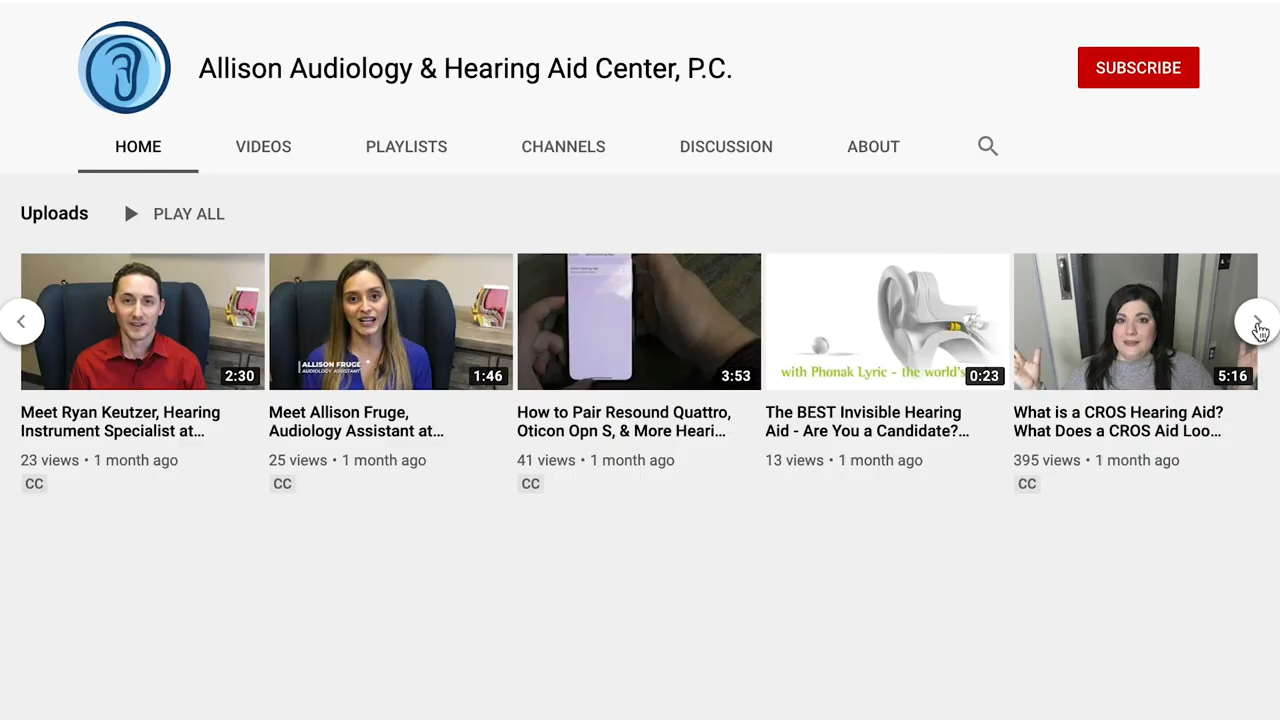 Allison Audiology & Hearing Aid Center, P.C.
SUBSCRIBE
HOME
VIDEOS
PLAYLISTS
CHANNELS
DISCUSSION
ABOUT
Uploads
PLAY ALL
2:30
Meet Ryan Keutzer, Hearing
Instrument Specialist at...
23 views • 1 month ago
CC
ALLISON FRUGE
AUDIOLOGY ASSISTANT
1:46
Meet Allison Fruge,
Audiology Assistant at...
25 views • 1 month ago
CC
3:53
How to Pair Resound Quattro,
Oticon Opn S, & More Heari...
41 views • 1 month ago
CC
with Phonak Lyric - the world's
0:23
The BEST Invisible Hearing
Aid - Are You a Candidate?...
13 views • 1 month ago
5:16
What is a CROS Hearing Aid?
What Does a CROS Aid Loo...
395 views • 1 month ago
CC